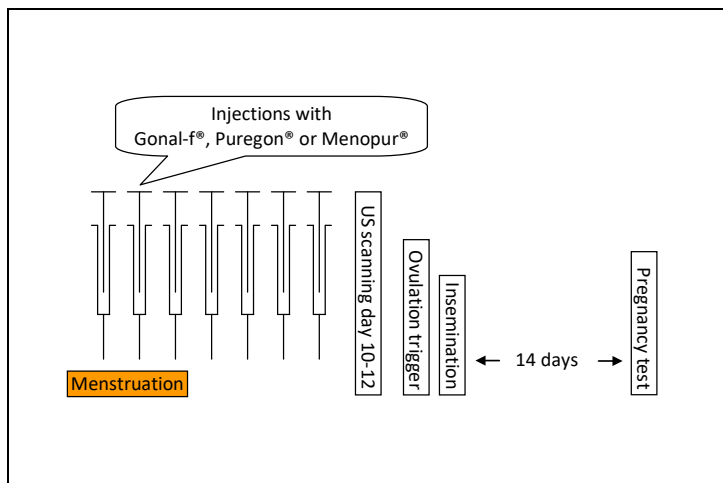 Injections with
Gonal-f®, Puregon® or Menopur®
US scanning day 10-12
Ovulation trigger
Insemination
14 days
Pregnancy test
Menstruation